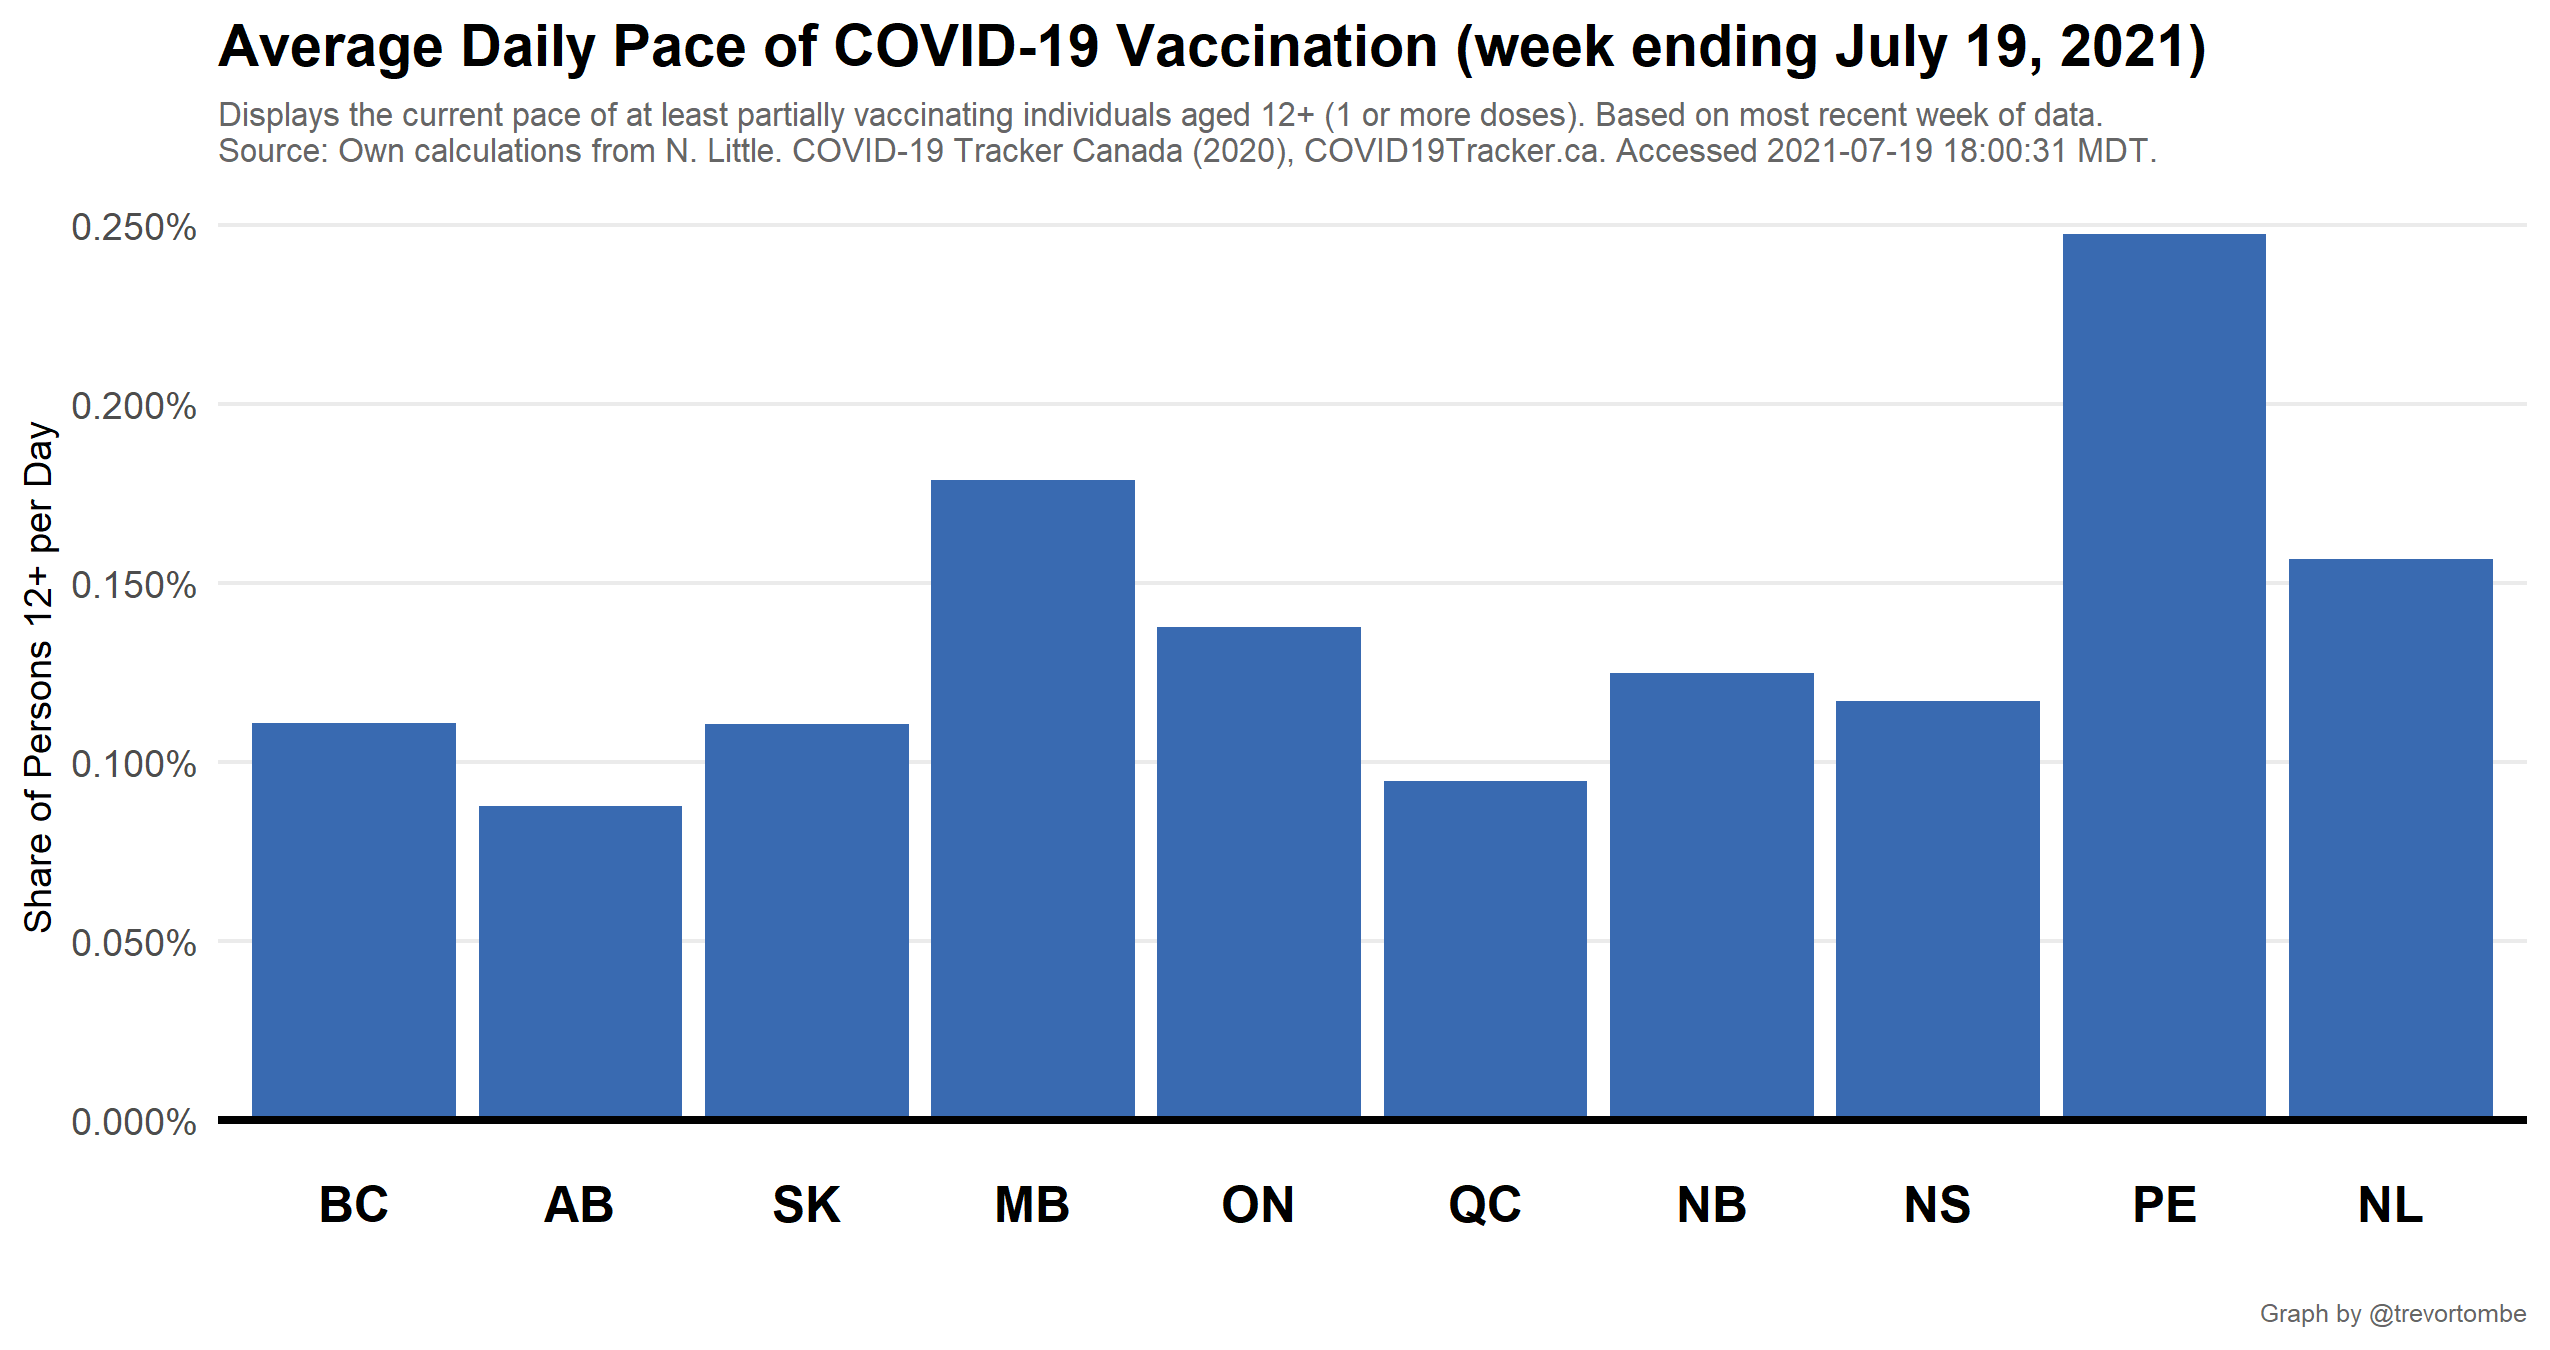 Average Daily Pace of COVID-19 Vaccination (week ending July 19, 2021)
Displays the current pace of at least partially vaccinating individuals aged 12+ (1 or more doses). Based on most recent week of data.
Source: Own calculations from N. Little. COVID-19 Tracker Canada (2020), COVID19Tracker.ca. Accessed 2021-07-19 18:00:31 MDT.
Share of Persons 12+ per Day
0.250%
0.200%
0.150%
0.100%
0.050%
0.000%
BC AB SK MB ON QC NB NS PE NL
Graph by @trevortombe